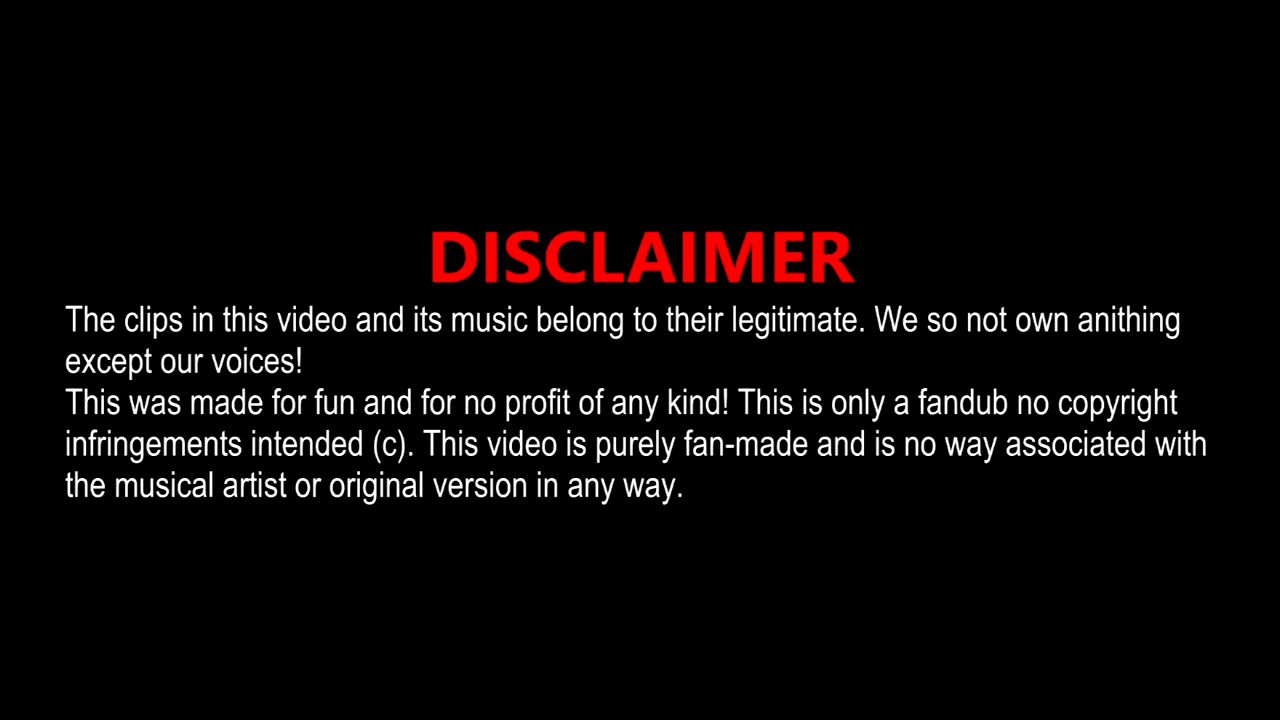 DISCLAIMER
The clips in this video and its music belong to their legitimate. We so not own anithing
except our voices!
This was made for fun and for no profit of any kind! This is only a fandub no copyright
infringements intended (c). This video is purely fan-made and is no way associated with
the musical artist or original version in any way.